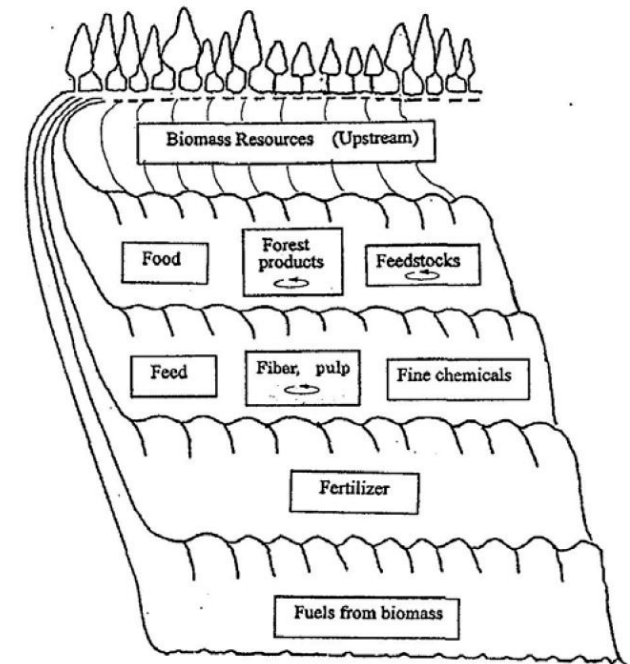 Biomass Resources (Upstream)
Food
Forest
products
Feedstocks
Feed
Fiber, pulp
Fine chemicals
Fertilizer
Fuels from biomass